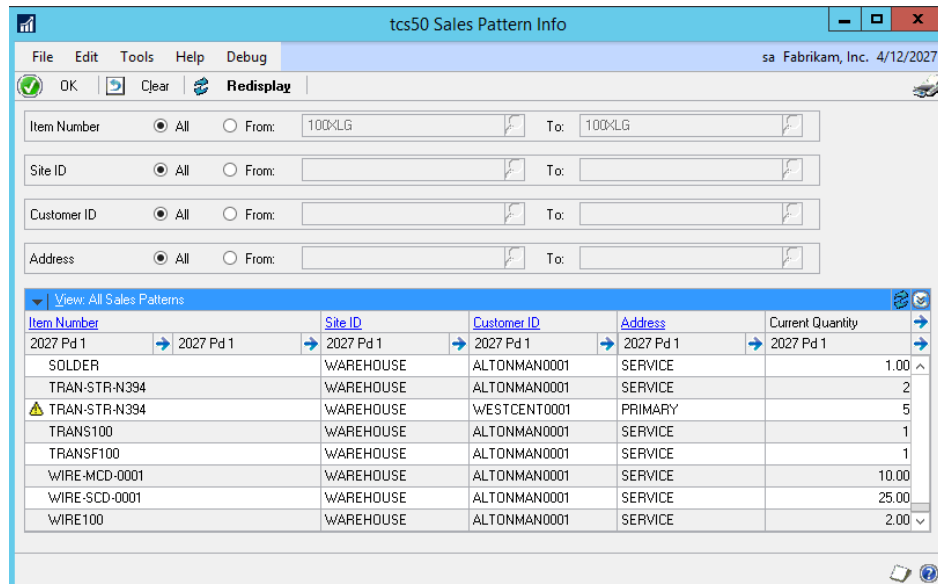 tcs50 Sales Pattern Info
File Edit Tools Help Debug sa Fabrikam, Inc. 4/12/2027
OK Clear Redisplay
Item Number All From: 100XLG To: 100XLG
Site ID All From: To:
Customer ID All From: To:
Address All From: To:
View: All Sales Patterns
Item Number Site ID Customer ID Address Current Quantity
2027 Pd 1 2027 Pd 1 2027 Pd 1 2027 Pd 1 2027 Pd 1 2027 Pd 1
SOLDER WAREHOUSE ALTONMAN0001 SERVICE 1.00
TRAN-STR-N394 WAREHOUSE ALTONMAN0001 SERVICE 2
TRAN-STR-N394 WAREHOUSE WESTCENT0001 PRIMARY 5
TRANS100 WAREHOUSE ALTONMAN0001 SERVICE 1
TRANSF100 WAREHOUSE ALTONMAN0001 SERVICE 1
WIRE-MCD-0001 WAREHOUSE ALTONMAN0001 SERVICE 10.00
WIRE-SCD-0001 WAREHOUSE ALTONMAN0001 SERVICE 25.00
WIRE100 WAREHOUSE ALTONMAN0001 SERVICE 2.00